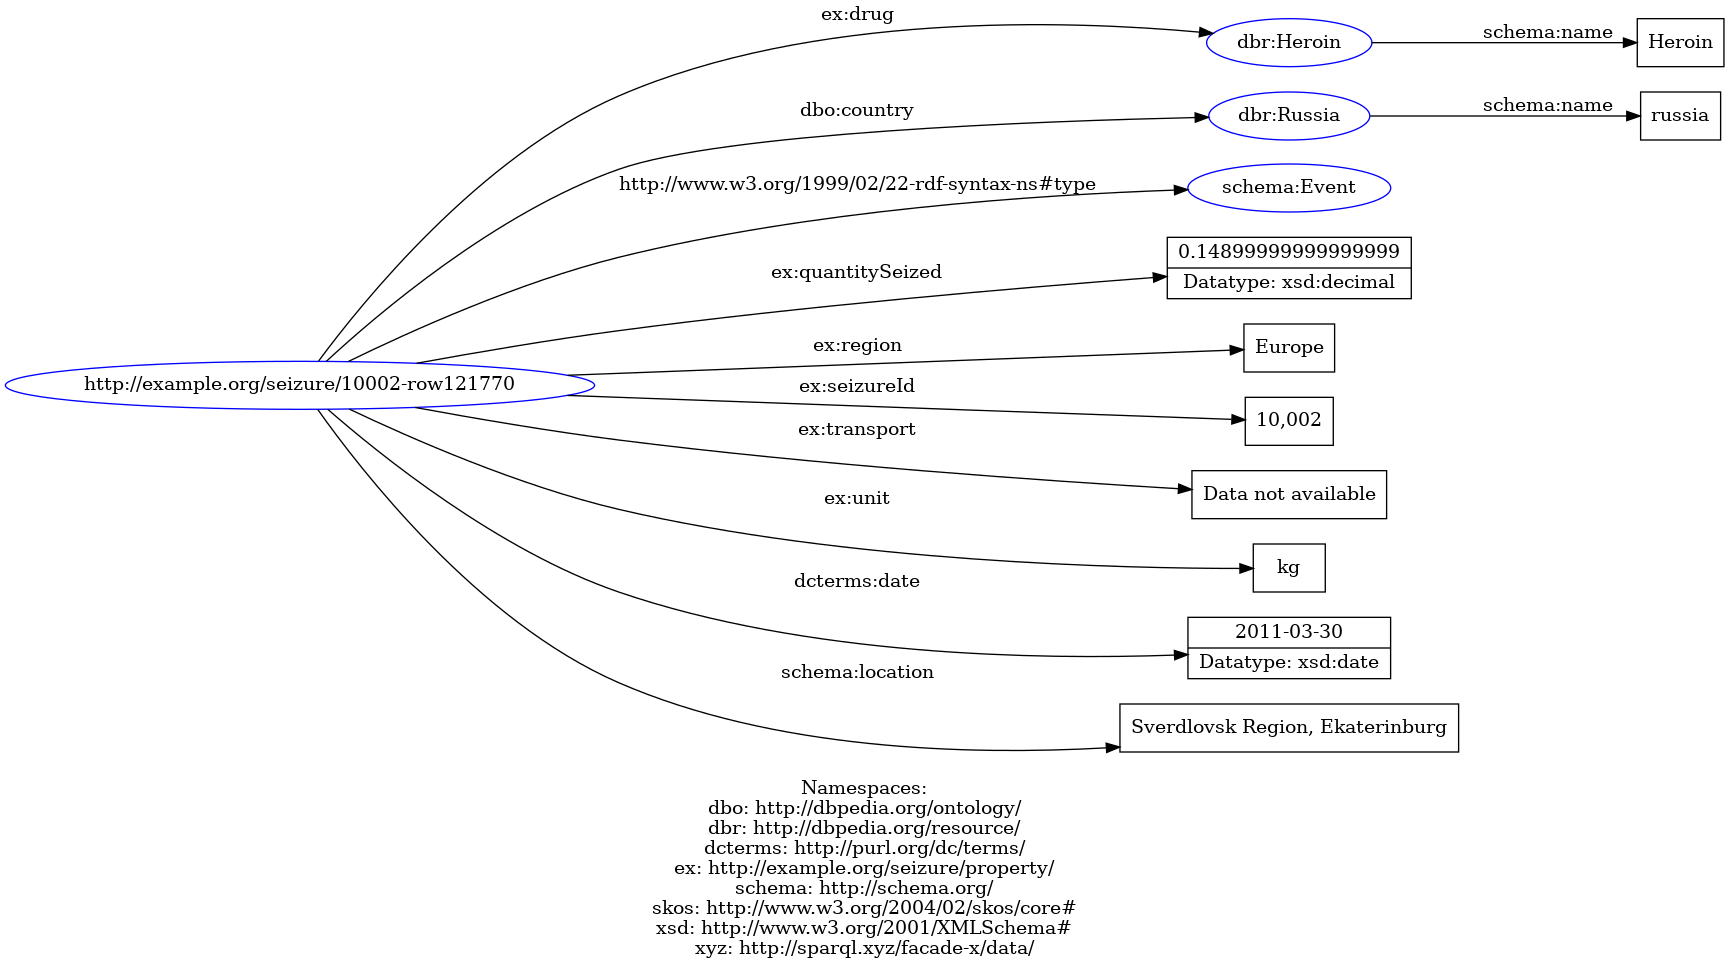 ex:drug
dbr:Heroin
schema:name
Heroin
dbo:country
dbr:Russia
schema:name
russia
http://www.w3.org/1999/02/22-rdf-syntax-ns#type
schema:Event
ex:quantitySeized
0.14899999999999999
Datatype: xsd:decimal
ex:region
Europe
http://example.org/seizure/10002-row121770
ex:seizureId
10,002
ex:transport
Data not available
ex:unit
kg
dcterms:date
2011-03-30
Datatype: xsd:date
schema:location
Sverdlovsk Region, Ekaterinburg
Namespaces:
dbo: http://dbpedia.org/ontology/
dbr: http://dbpedia.org/resource/
dcterms: http://purl.org/dc/terms/
ex: http://example.org/seizure/property/
schema: http://schema.org/
skos: http://www.w3.org/2004/02/skos/core#
xsd: http://www.w3.org/2001/XMLSchema#
xyz: http://sparql.xyz/facade-x/data/